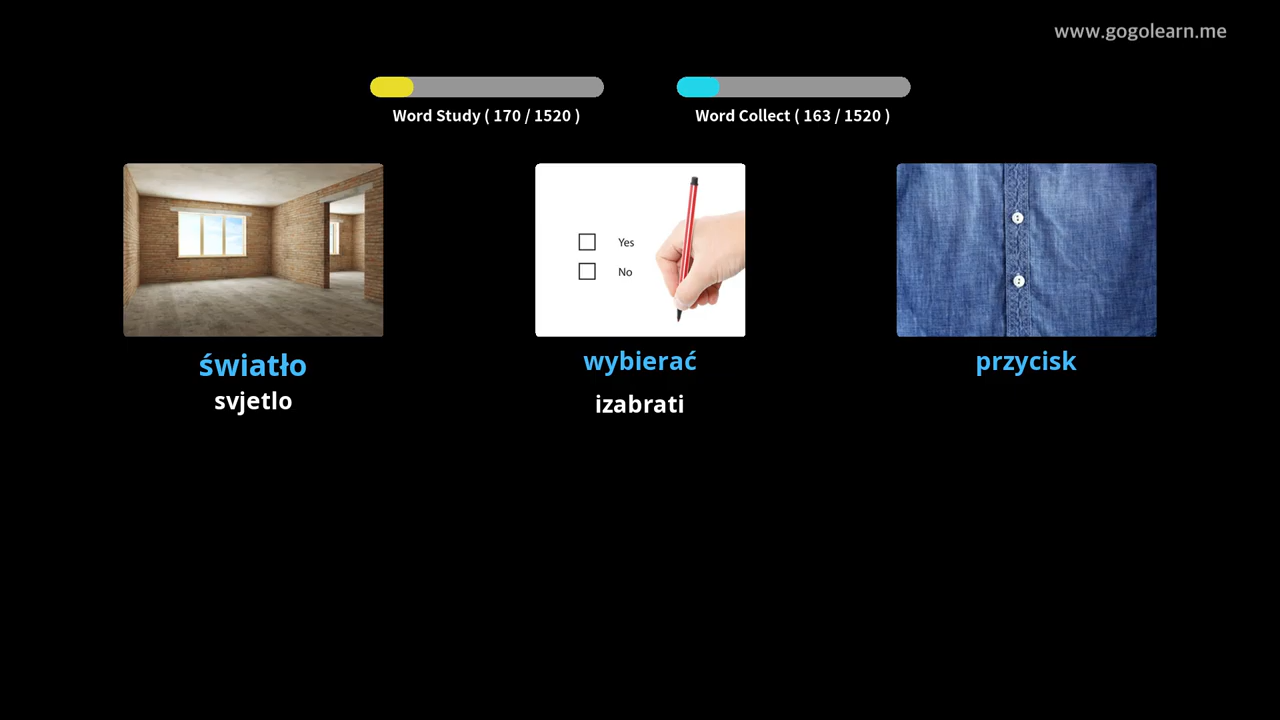 www.gogolearn.me
Word Study ( 170 / 1520 )
Word Collect ( 163 / 1520 )
Yes
No
światło
wybierać
przycisk
svjetlo
izabrati